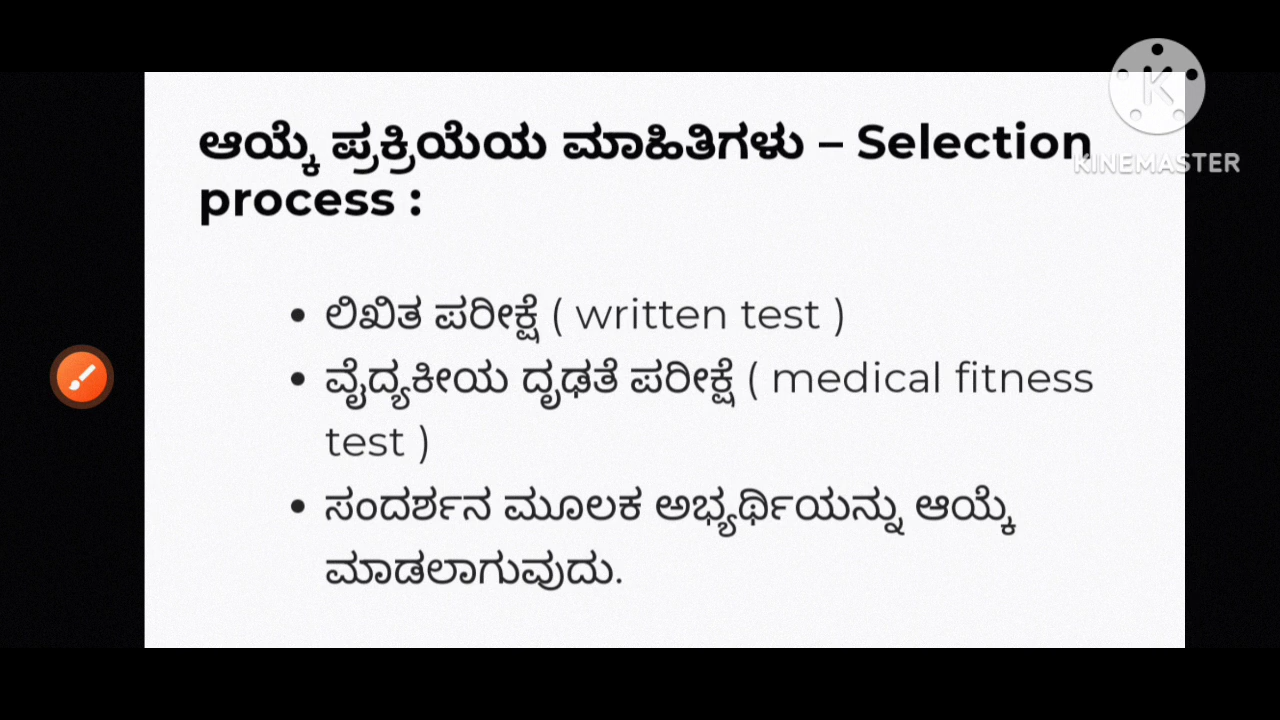 ಆಯ್ಕೆ ಪ್ರಕ್ರಿಯೆಯ ಮಾಹಿತಿಗಳು – Selection
process :
ಲಿಖಿತ ಪರೀಕ್ಷೆ ( written test )
ವೈದ್ಯಕೀಯ ದೃಢತೆ ಪರೀಕ್ಷೆ ( medical fitness
test )
ಸಂದರ್ಶನ ಮೂಲಕ ಅಭ್ಯರ್ಥಿಯನ್ನು ಆಯ್ಕೆ
ಮಾಡಲಾಗುವುದು.
K
KINEMASTER